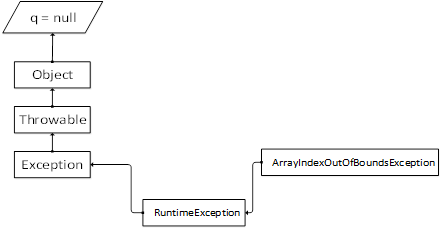 q = null
Object
Throwable
Exception
ArrayIndexOutOfBoundsException
RuntimeException